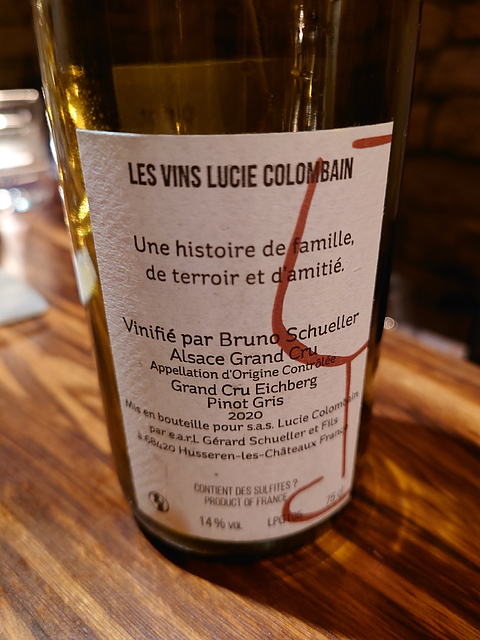 LES VINS LUCIE COLOMBAIN
Une histoire de famille,
de terroir et d'amitié.
Vinifié par Bruno Schueller
Alsace Grand Cru
Appellation d'Origine Contrôlée
Grand Cru Eichberg
Pinot Gris
2020
Mis en bouteille pour s.a.s. Lucie Colombain
par e.a.r.l. Gérard Schueller et Fils
à 68420 Husseren-les-Châteaux France
CONTIENT DES SULFITES ?
PRODUCT OF FRANCE
14 % VOL